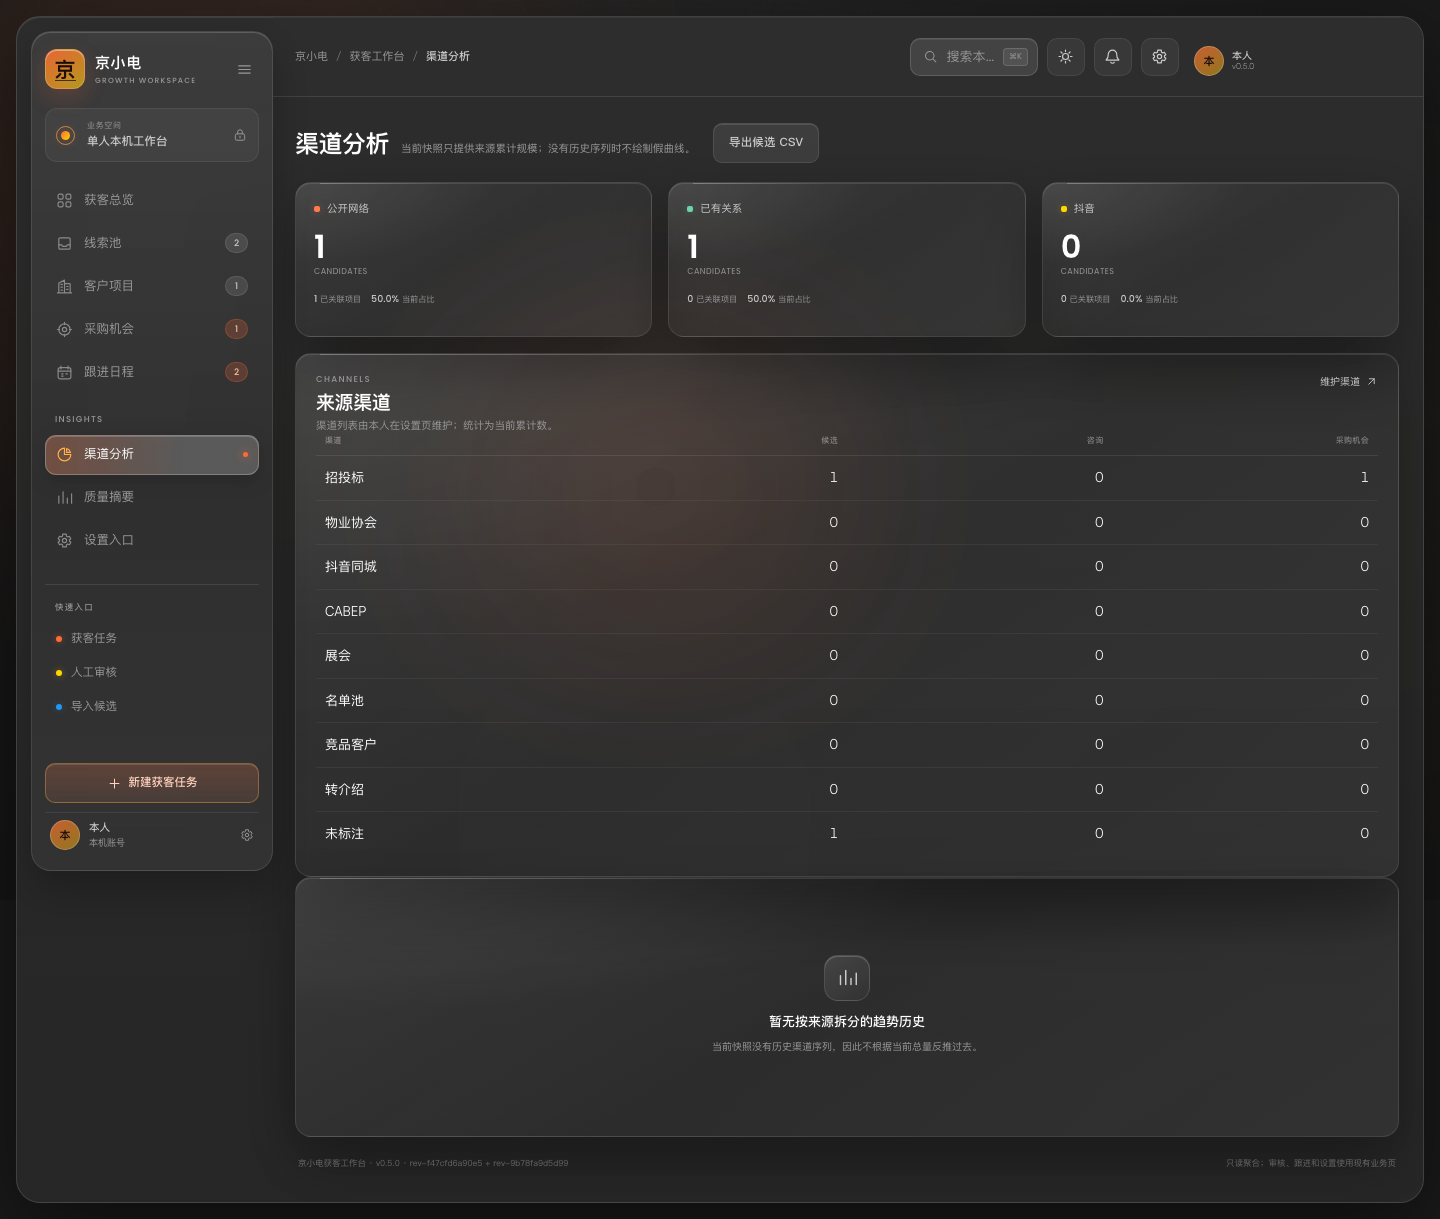 京
京小电
GROWTH WORKSPACE
业务空间
单人本机工作台
获客总览
线索池 2
客户项目 1
采购机会 1
跟进日程 2
INSIGHTS
渠道分析
质量摘要
设置入口
快速入口
获客任务
人工审核
导入候选
新建获客任务
本 本人
本机账号
京小电 / 获客工作台 / 渠道分析
搜索本... ⌘K
本 本人
v0.5.0
渠道分析 当前快照只提供来源累计规模；没有历史序列时不绘制假曲线。 导出候选 CSV
公开网络
1
CANDIDATES
1 已关联项目 50.0% 当前占比
已有关系
1
CANDIDATES
0 已关联项目 50.0% 当前占比
抖音
0
CANDIDATES
0 已关联项目 0.0% 当前占比
CHANNELS
来源渠道
渠道列表由本人在设置页维护；统计为当前累计数。
维护渠道
渠道 候选 咨询 采购机会
招投标 1 0 1
物业协会 0 0 0
抖音同城 0 0 0
CABEP 0 0 0
展会 0 0 0
名单池 0 0 0
竞品客户 0 0 0
转介绍 0 0 0
未标注 1 0 0
暂无按来源拆分的趋势历史
当前快照没有历史渠道序列，因此不根据当前总量反推过去。
京小电获客工作台 · v0.5.0 · rev-f47cfd6a90e5 + rev-9b78fa9d5d99
只读聚合；审核、跟进和设置使用现有业务页